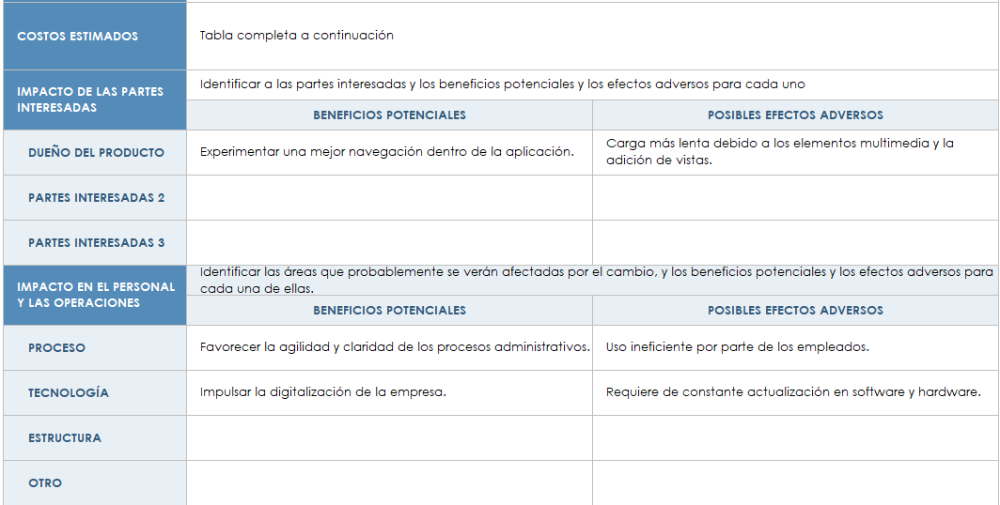 COSTOS ESTIMADOS
Tabla completa a continuación
IMPACTO DE LAS PARTES
INTERESADAS
Identificar a las partes interesadas y los beneficios potenciales y los efectos adversos para cada uno
BENEFICIOS POTENCIALES
POSIBLES EFECTOS ADVERSOS
DUEÑO DEL PRODUCTO
Experimentar una mejor navegación dentro de la aplicación.
Carga más lenta debido a los elementos multimedia y la
adición de vistas.
PARTES INTERESADAS 2
PARTES INTERESADAS 3
IMPACTO EN EL PERSONAL
Y LAS OPERACIONES
Identificar las áreas que probablemente se verán afectadas por el cambio, y los beneficios potenciales y los efectos adversos para
cada una de ellas.
BENEFICIOS POTENCIALES
POSIBLES EFECTOS ADVERSOS
PROCESO
Favorecer la agilidad y claridad de los procesos administrativos.
Uso ineficiente por parte de los empleados.
TECNOLOGÍA
Impulsar la digitalización de la empresa.
Requiere de constante actualización en software y hardware.
ESTRUCTURA
OTRO